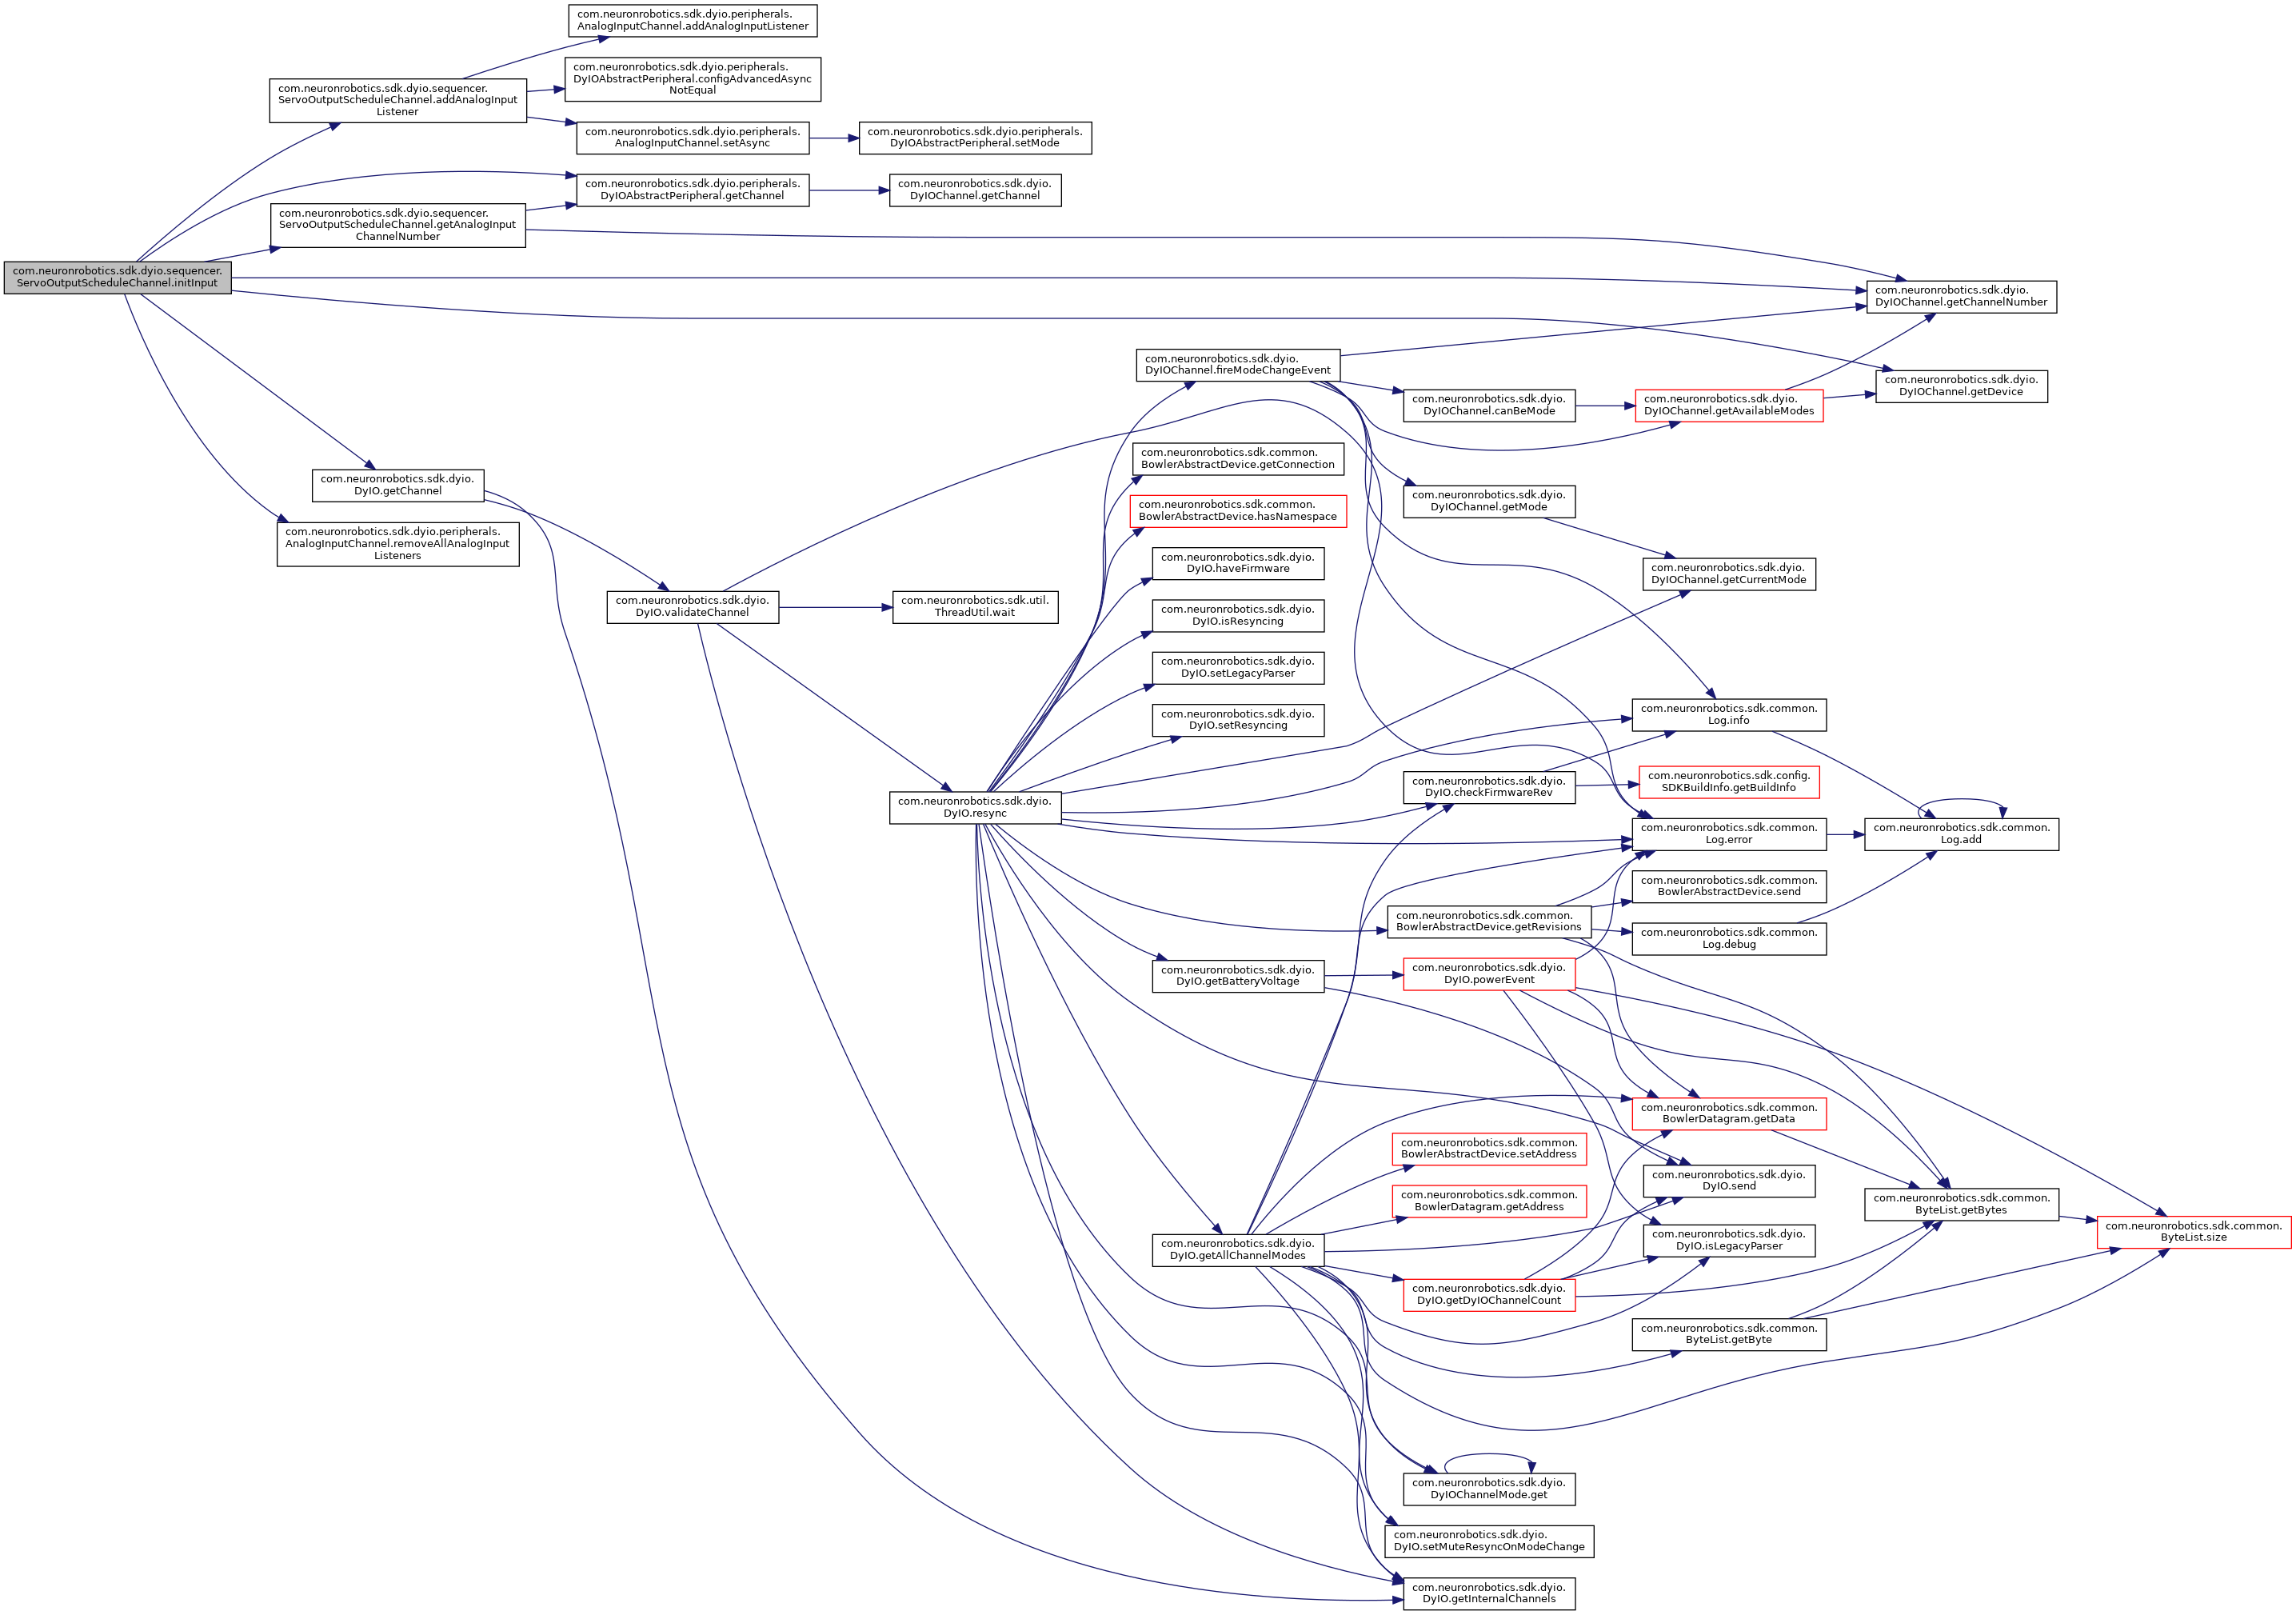 com.neuronrobotics.sdk.dyio.peripherals.
AnalogInputChannel.addAnalogInputListener
com.neuronrobotics.sdk.dyio.peripherals.
DyIOAbstractPeripheral.configAdvancedAsync
NotEqual
com.neuronrobotics.sdk.dyio.sequencer.
ServoOutputScheduleChannel.addAnalogInput
Listener
com.neuronrobotics.sdk.dyio.peripherals.
AnalogInputChannel.setAsync
com.neuronrobotics.sdk.dyio.peripherals.
DyIOAbstractPeripheral.setMode
com.neuronrobotics.sdk.dyio.peripherals.
DyIOAbstractPeripheral.getChannel
com.neuronrobotics.sdk.dyio.
DyIOChannel.getChannel
com.neuronrobotics.sdk.dyio.sequencer.
ServoOutputScheduleChannel.getAnalogInput
ChannelNumber
com.neuronrobotics.sdk.dyio.sequencer.
ServoOutputScheduleChannel.initInput
com.neuronrobotics.sdk.dyio.
DyIOChannel.getChannelNumber
com.neuronrobotics.sdk.dyio.
DyIOChannel.fireModeChangeEvent
com.neuronrobotics.sdk.dyio.
DyIOChannel.getDevice
com.neuronrobotics.sdk.dyio.
DyIOChannel.canBeMode
com.neuronrobotics.sdk.dyio.
DyIOChannel.getAvailableModes
com.neuronrobotics.sdk.common.
BowlerAbstractDevice.getConnection
com.neuronrobotics.sdk.dyio.
DyIO.getChannel
com.neuronrobotics.sdk.dyio.
DyIOChannel.getMode
com.neuronrobotics.sdk.common.
BowlerAbstractDevice.hasNamespace
com.neuronrobotics.sdk.dyio.peripherals.
AnalogInputChannel.removeAllAnalogInput
Listeners
com.neuronrobotics.sdk.dyio.
DyIO.haveFirmware
com.neuronrobotics.sdk.dyio.
DyIOChannel.getCurrentMode
com.neuronrobotics.sdk.dyio.
DyIO.validateChannel
com.neuronrobotics.sdk.util.
ThreadUtil.wait
com.neuronrobotics.sdk.dyio.
DyIO.isResyncing
com.neuronrobotics.sdk.dyio.
DyIO.setLegacyParser
com.neuronrobotics.sdk.dyio.
DyIO.setResyncing
com.neuronrobotics.sdk.common.
Log.info
com.neuronrobotics.sdk.dyio.
DyIO.checkFirmwareRev
com.neuronrobotics.sdk.config.
SDKBuildInfo.getBuildInfo
com.neuronrobotics.sdk.dyio.
DyIO.resync
com.neuronrobotics.sdk.common.
Log.error
com.neuronrobotics.sdk.common.
Log.add
com.neuronrobotics.sdk.common.
BowlerAbstractDevice.send
com.neuronrobotics.sdk.common.
BowlerAbstractDevice.getRevisions
com.neuronrobotics.sdk.common.
Log.debug
com.neuronrobotics.sdk.dyio.
DyIO.getBatteryVoltage
com.neuronrobotics.sdk.dyio.
DyIO.powerEvent
com.neuronrobotics.sdk.common.
BowlerDatagram.getData
com.neuronrobotics.sdk.common.
BowlerAbstractDevice.setAddress
com.neuronrobotics.sdk.dyio.
DyIO.send
com.neuronrobotics.sdk.common.
BowlerDatagram.getAddress
com.neuronrobotics.sdk.common.
ByteList.getBytes
com.neuronrobotics.sdk.common.
ByteList.size
com.neuronrobotics.sdk.dyio.
DyIO.getAllChannelModes
com.neuronrobotics.sdk.dyio.
DyIO.isLegacyParser
com.neuronrobotics.sdk.dyio.
DyIO.getDyIOChannelCount
com.neuronrobotics.sdk.common.
ByteList.getByte
com.neuronrobotics.sdk.dyio.
DyIOChannelMode.get
com.neuronrobotics.sdk.dyio.
DyIO.setMuteResyncOnModeChange
com.neuronrobotics.sdk.dyio.
DyIO.getInternalChannels